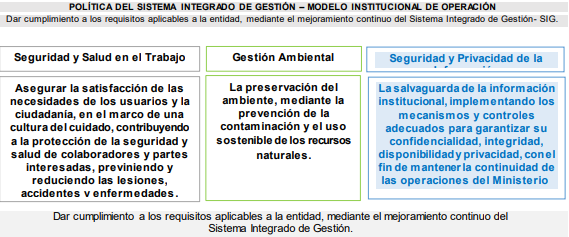 POLÍTICA DEL SISTEMA INTEGRADO DE GESTIÓN – MODELO INSTITUCIONAL DE OPERACIÓN
Dar cumplimiento a los requisitos aplicables a la entidad, mediante el mejoramiento continuo del Sistema Integrado de Gestión- SIG.
Seguridad y Salud en el Trabajo
Asegurar la satisfacción de las
necesidades de los usuarios y la
ciudadanía, en el marco de una
cultura del cuidado, contribuyendo
a la protección de la seguridad y
salud de colaboradores y partes
interesadas, previniendo y
reduciendo las lesiones,
accidentes y enfermedades.
Gestión Ambiental
La preservación del
ambiente, mediante la
prevención de la
contaminación y el uso
sostenible de los recursos
naturales.
Seguridad y Privacidad de la
La salvaguarda de la información
institucional, implementando los
mecanismos y controles
adecuados para garantizar su
confidencialidad, integridad,
disponibilidad y privacidad, con el
fin de mantener la continuidad de
las operaciones del Ministerio
Dar cumplimiento a los requisitos aplicables a la entidad, mediante el mejoramiento continuo del
Sistema Integrado de Gestión.